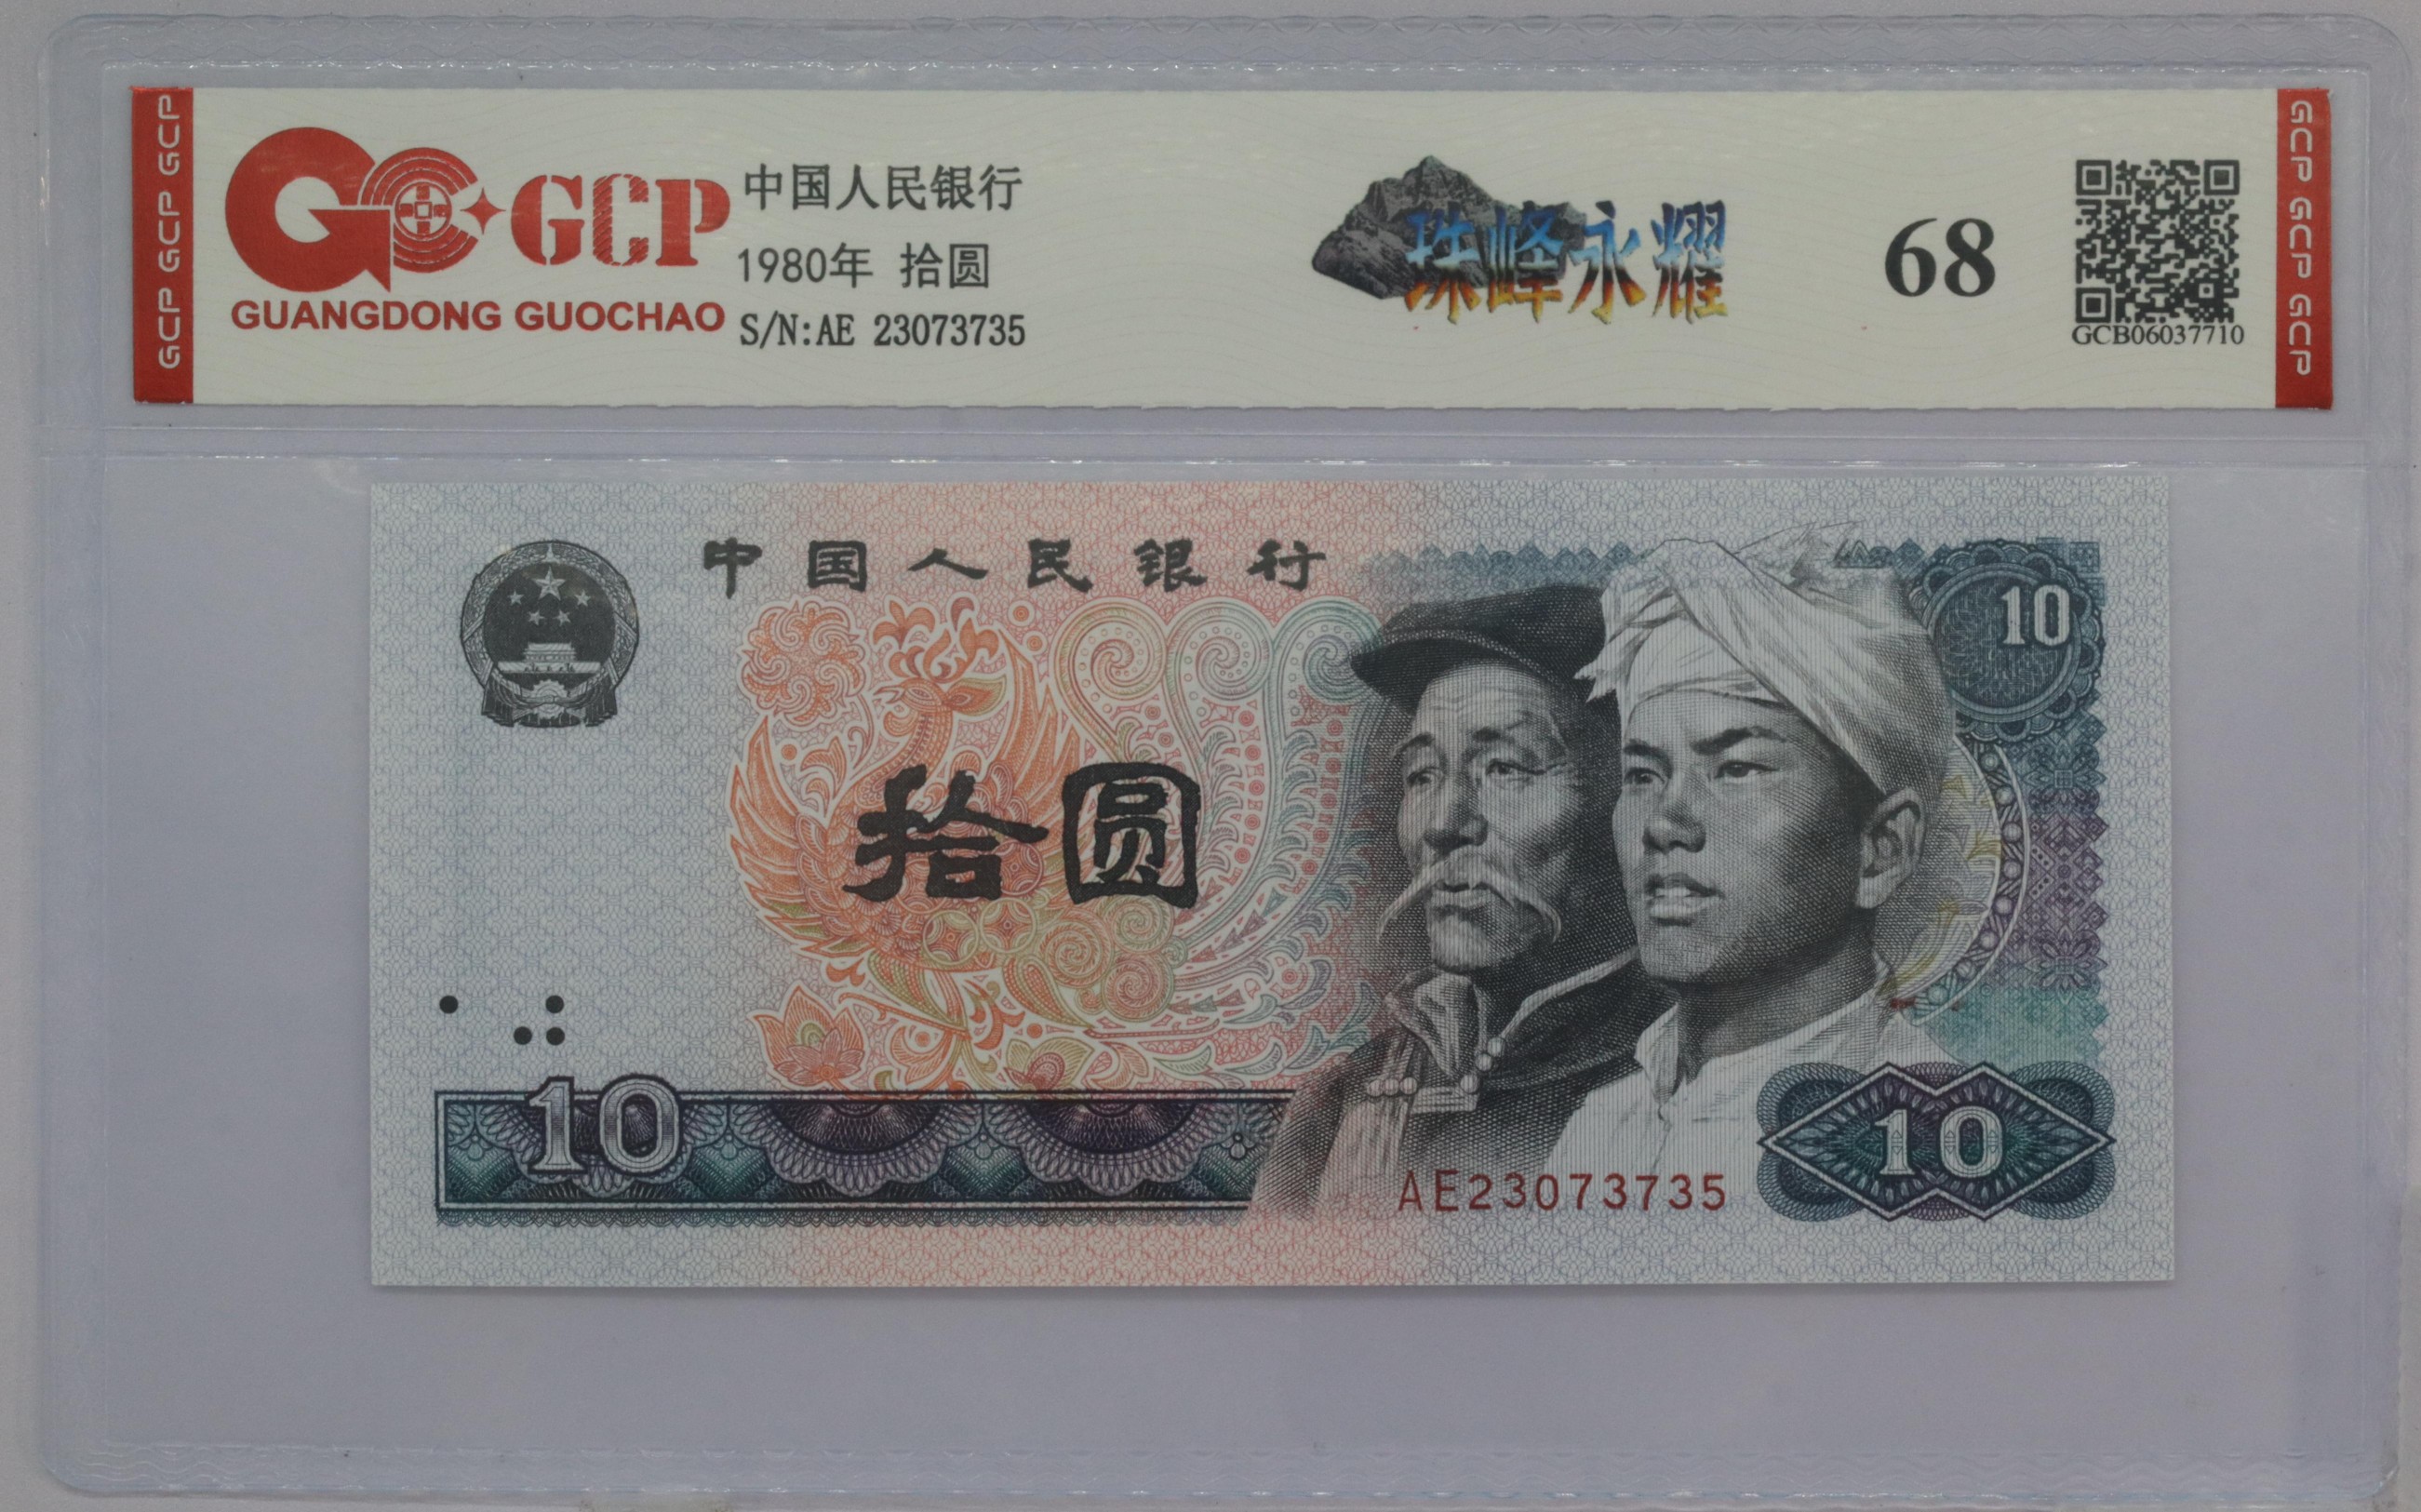 GCP GCP GCP
GCP
GUANGDONG GUOCHAO
中国人民银行
1980年 拾圆
S/N:AE 23073735
珠峰永耀
68
GCB06037710
GCP GCP GCP
中国人民银行
10
拾圆
10
AE23073735
10